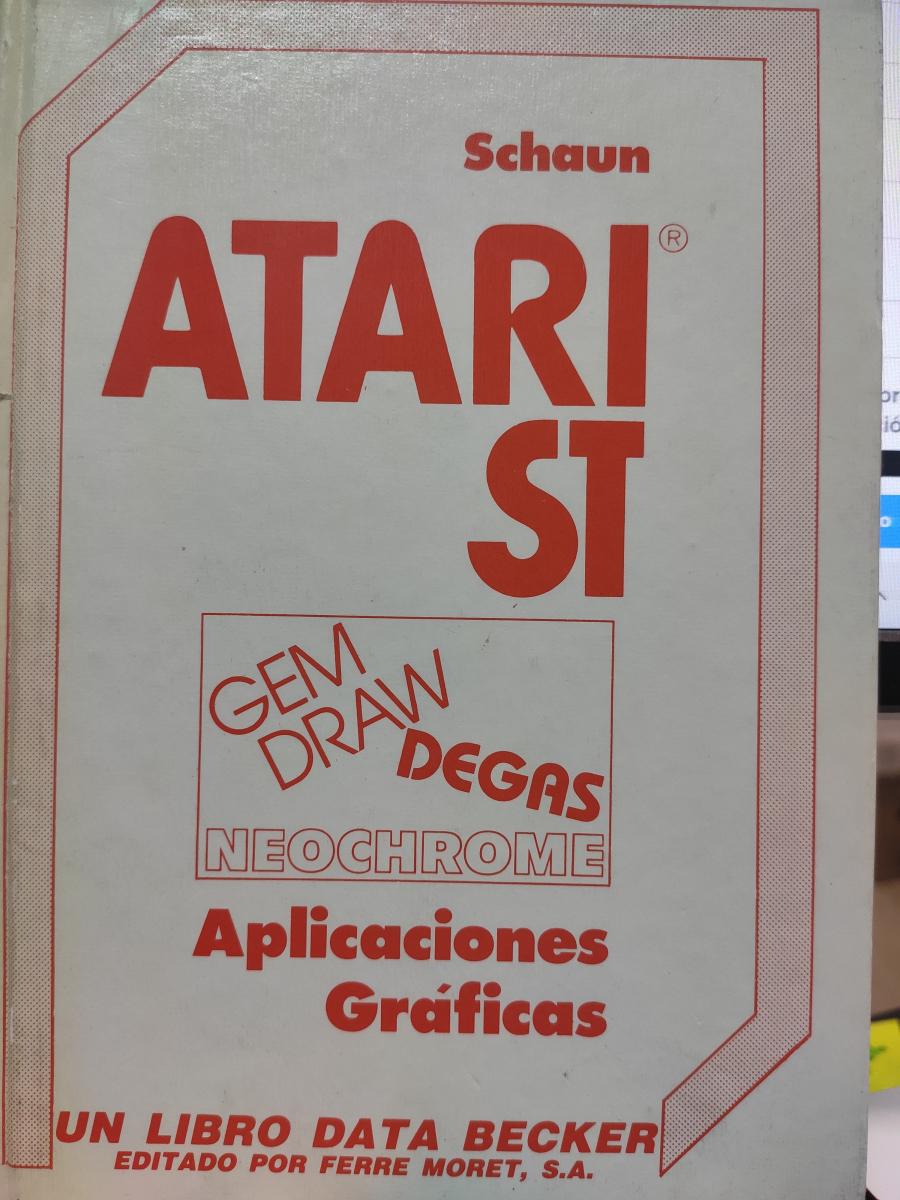 Schaun
ATARI®
ST
GEM
DRAW
DEGAS
NEOCHROME
Aplicaciones
Gráficas
UN LIBRO DATA BECKER
EDITADO POR FERRE MORET, S.A.